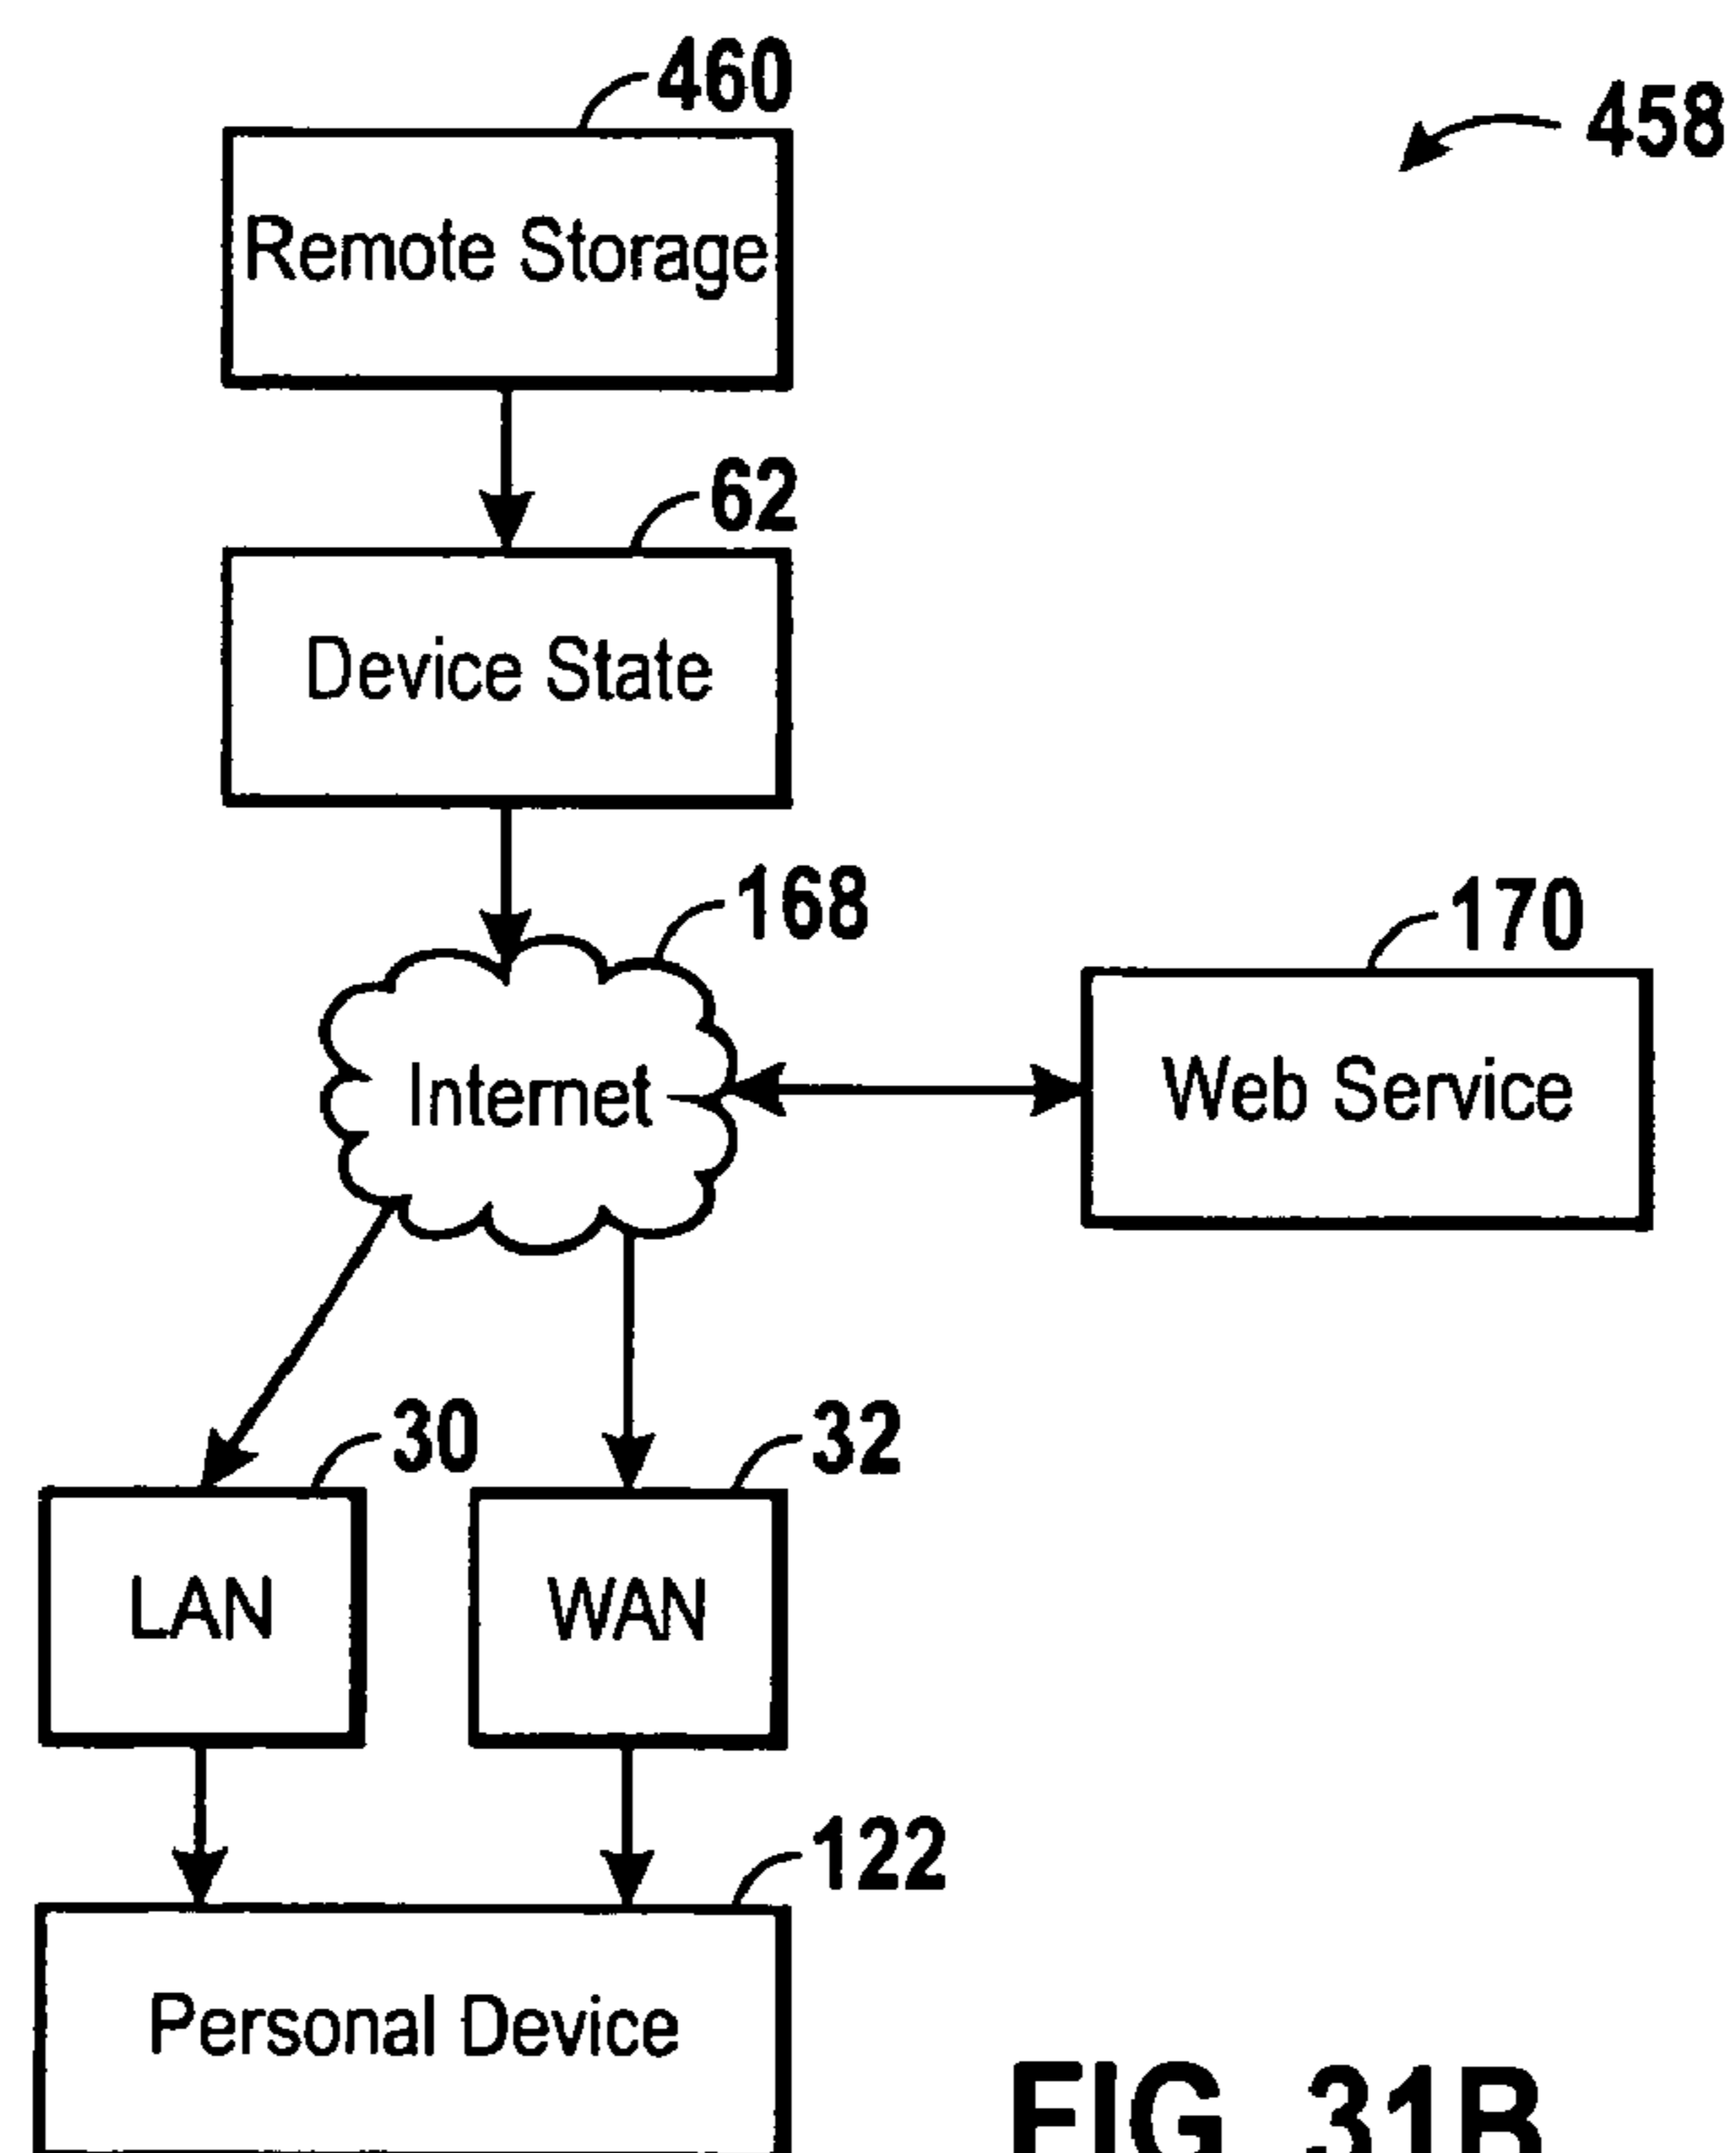 460
458
Remote Storage
62
Device State
168
170
Internet
Web Service
30
32
LAN
WAN
122
Personal Device
FIG. 31B